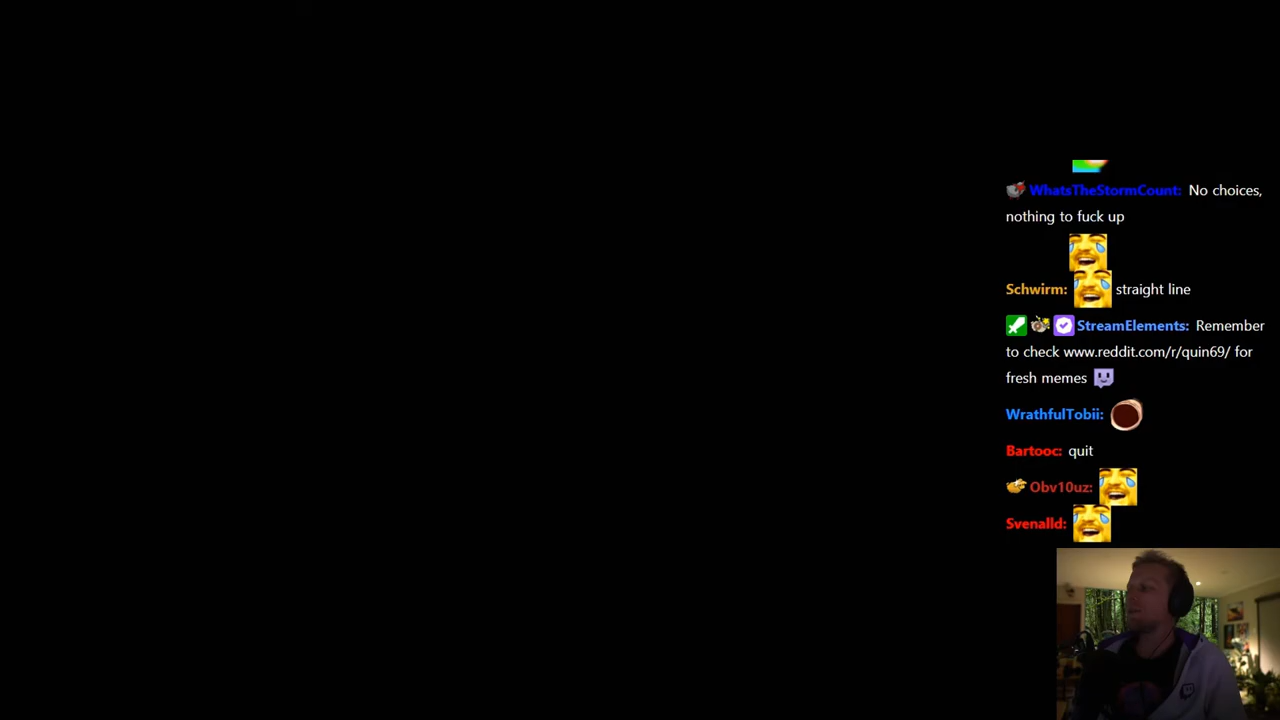 WhatsTheStormCount: No choices,
nothing to fuck up
Schwirm: straight line
StreamElements: Remember
to check www.reddit.com/r/quin69/ for
fresh memes
WrathfulTobii:
Bartooc: quit
Obv10uz:
Svenalld: